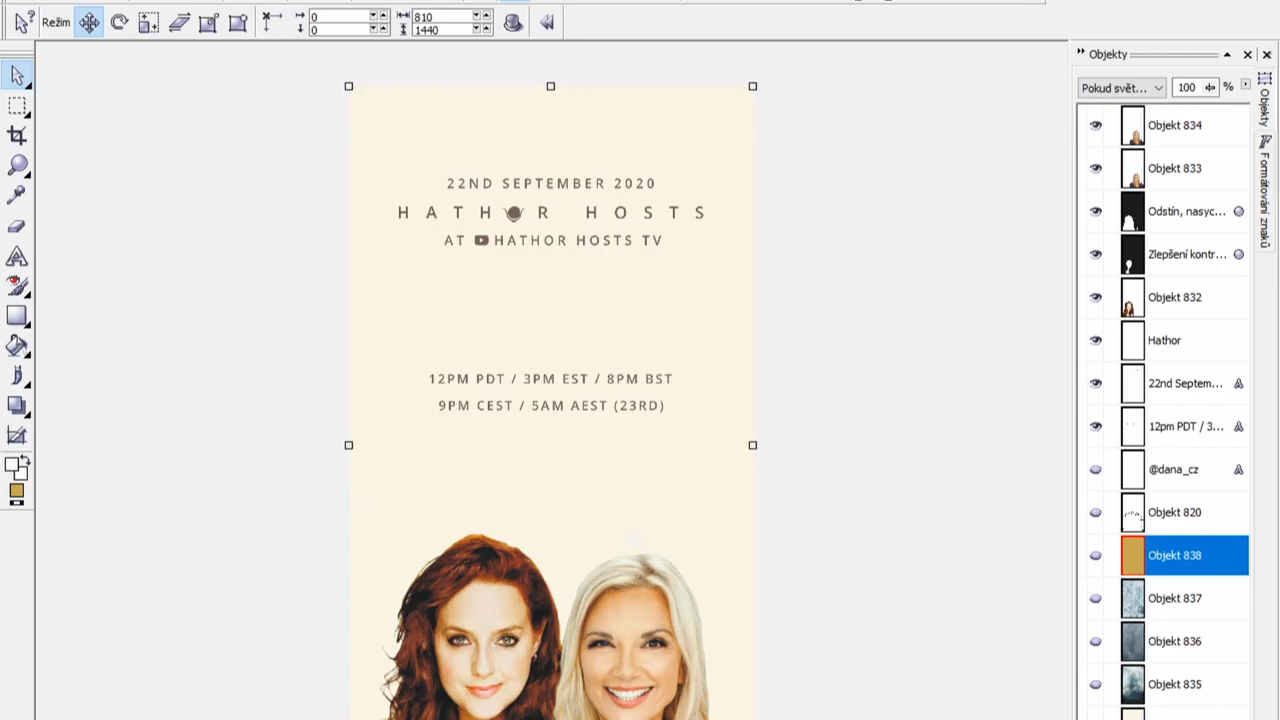 Režim
0
810
0
1440
Objekty
Pokud svět...
100
%
Objekt 834
Objekt 833
Odstín, nasyc...
Zlepšení kontr...
Objekt 832
Hathor
22nd Septem...
12pm PDT / 3...
@dana_cz
Objekt 820
Objekt 838
Objekt 837
Objekt 836
Objekt 835
Objekty
Formátování znaků
22ND SEPTEMBER 2020
HATHOR HOSTS
AT HATHOR HOSTS TV
12PM PDT / 3PM EST / 8PM BST
9PM CEST / 5AM AEST (23RD)